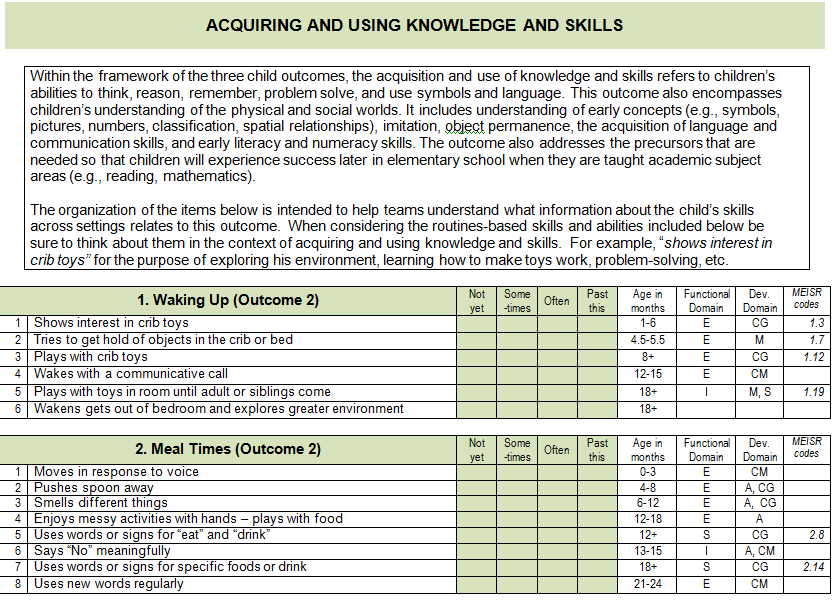 ACQUIRING AND USING KNOWLEDGE AND SKILLS
Within the framework of the three child outcomes, the acquisition and use of knowledge and skills refers to children's
abilities to think, reason, remember, problem solve, and use symbols and language. This outcome also encompasses
children's understanding of the physical and social worlds. It includes understanding of early concepts (e.g., symbols,
pictures, numbers, classification, spatial relationships), imitation, object permanence, the acquisition of language and
communication skills, and early literacy and numeracy skills. The outcome also addresses the precursors that are
needed so that children will experience success later in elementary school when they are taught academic subject
areas (e.g., reading, mathematics).
The organization of the items below is intended to help teams understand what information about the child's skills
across settings relates to this outcome. When considering the routines-based skills and abilities included below be
sure to think about them in the context of acquiring and using knowledge and skills. For example, "shows interest in
crib toys" for the purpose of exploring his environment, learning how to make toys work, problem-solving, etc.
1. Waking Up (Outcome 2) Not yet Some -times Often Past this Age in months Functional Domain Dev. Domain MEISR codes
1 Shows interest in crib toys 1-6 E CG 1.3
2 Tries to get hold of objects in the crib or bed 4.5-5.5 E M 1.7
3 Plays with crib toys 8+ E CG 1.12
4 Wakes with a communicative call 12-15 E CM
5 Plays with toys in room until adult or siblings come 18+ I M, S 1.19
6 Wakens gets out of bedroom and explores greater environment 18+
2. Meal Times (Outcome 2) Not yet Some -times Often Past this Age in months Functional Domain Dev. Domain MEISR codes
1 Moves in response to voice 0-3 E CM
2 Pushes spoon away 4-8 E A, CG
3 Smells different things 6-12 E A, CG
4 Enjoys messy activities with hands – plays with food 12-18 E A
5 Uses words or signs for "eat" and "drink" 12+ S CG 2.8
6 Says "No" meaningfully 13-15 I A, CM
7 Uses words or signs for specific foods or drink 18+ S CG 2.14
8 Uses new words regularly 21-24 E CM